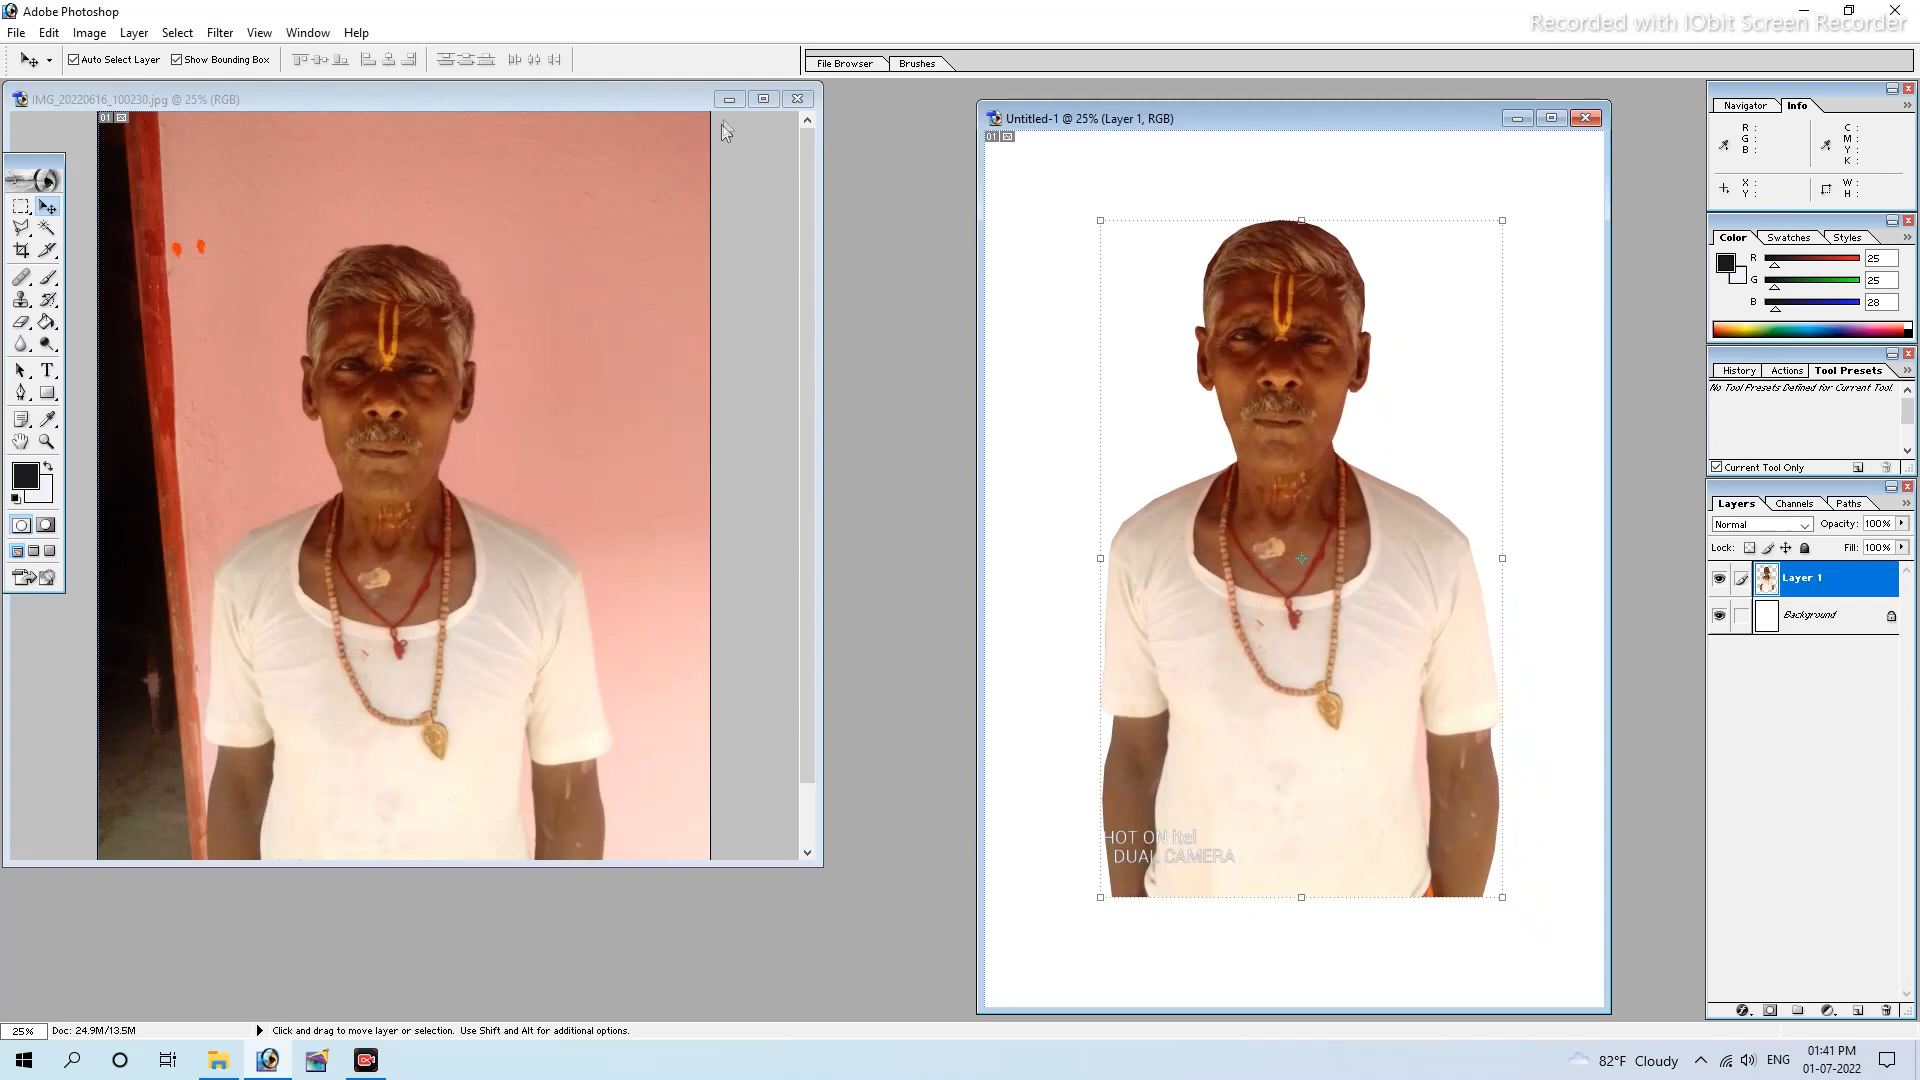 Adobe Photoshop
Recorded with IObit Screen Recorder
File Edit Image Layer Select Filter View Window Help
Auto Select Layer Show Bounding Box
File Browser Brushes
IMG_20220616_100230.jpg @ 25% (RGB)
01
Untitled-1 @ 25% (Layer 1, RGB)
01
Navigator Info
R : C :
G : M :
B : Y :
K :
X : W :
Y : H :
Color Swatches Styles
R 25
G 25
B 28
History Actions Tool Presets
No Tool Presets Defined for Current Tool.
Current Tool Only
Layers Channels Paths
Normal Opacity: 100%
Lock: Fill: 100%
Layer 1
Background
HOT ON itel
DUAL CAMERA
25% Doc: 24.9M/13.5M Click and drag to move layer or selection. Use Shift and Alt for additional options.
82°F Cloudy ENG 01:41 PM
01-07-2022